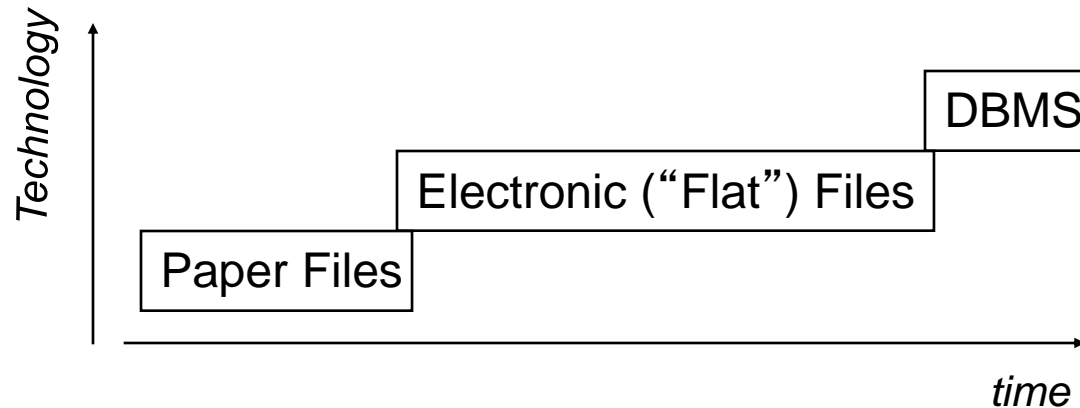 Technology
DBMS
Electronic (“Flat”) Files
Paper Files
time